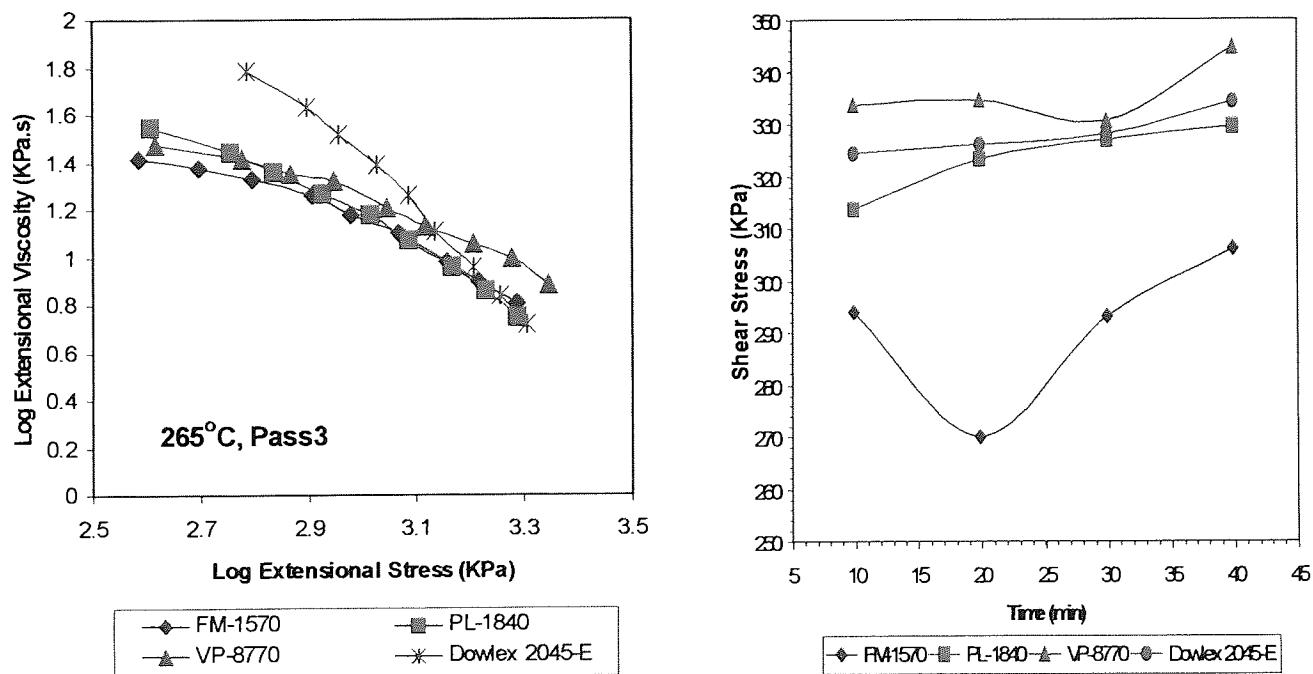 2
1.8
1.6
1.4
1.2
1
0.8
0.6
0.4
0.2
0
Log Extensional Viscosity (KPa.s)
265°C, Pass3
2.5 2.7 2.9 3.1 3.3 3.5
Log Extensional Stress (KPa)
FM-1570 PL-1840
VP-8770 Dowlex 2045-E
350
340
330
320
310
300
290
280
270
260
250
Shear Stress (KPa)
5 10 15 20 25 30 35 40 45
Time (min)
FM-1570 PL-1840 VP-8770 Dowlex 2045-E